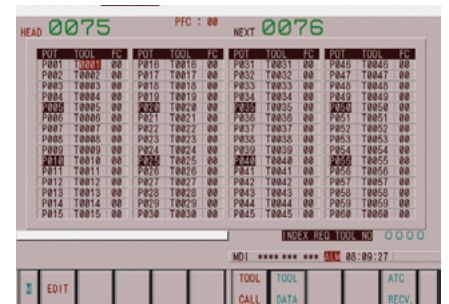 HEAD 0075 PFC : 00 NEXT 0076
POT TOOL FC POT TOOL FC POT TOOL FC POT TOOL FC
P001 T0001 00 P016 T0016 00 P031 T0031 00 P046 T0046 00
P002 T0002 00 P017 T0017 00 P032 T0032 00 P047 T0047 00
P003 T0003 00 P018 T0018 00 P033 T0033 00 P048 T0048 00
P004 T0004 00 P019 T0019 00 P034 T0034 00 P049 T0049 00
P005 T0005 00 P020 T0020 00 P035 T0035 00 P050 T0050 00
P006 T0006 00 P021 T0021 00 P036 T0036 00 P051 T0051 00
P007 T0007 00 P022 T0022 00 P037 T0037 00 P052 T0052 00
P008 T0008 00 P023 T0023 00 P038 T0038 00 P053 T0053 00
P009 T0009 00 P024 T0024 00 P039 T0039 00 P054 T0054 00
P010 T0010 00 P025 T0025 00 P040 T0040 00 P055 T0055 00
P011 T0011 00 P026 T0026 00 P041 T0041 00 P056 T0056 00
P012 T0012 00 P027 T0027 00 P042 T0042 00 P057 T0057 00
P013 T0013 00 P028 T0028 00 P043 T0043 00 P058 T0058 00
P014 T0014 00 P029 T0029 00 P044 T0044 00 P059 T0059 00
P015 T0015 00 P030 T0030 00 P045 T0045 00 P060 T0060 00
INDEX REQ TOOL NO 0000
MDI **** *** *** ALM 08:09:27
EDIT TOOL CALL TOOL DATA ATC RECV.